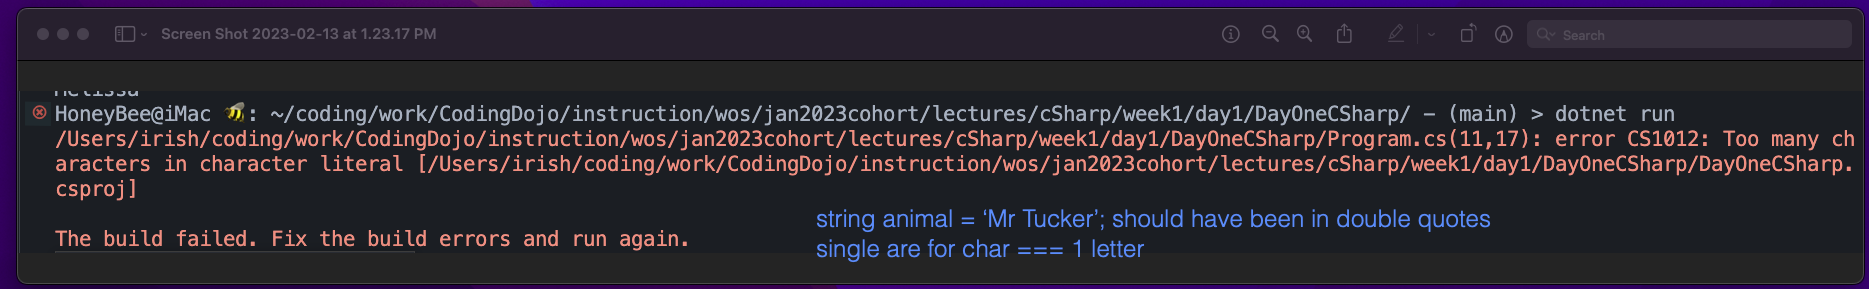 Screen Shot 2023-02-13 at 1.23.17 PM
Search
Melissa
HoneyBee@iMac 🐝: ~/coding/work/CodingDojo/instruction/wos/jan2023cohort/lectures/cSharp/week1/day1/DayOneCSharp/ – (main) > dotnet run
/Users/irish/coding/work/CodingDojo/instruction/wos/jan2023cohort/lectures/cSharp/week1/day1/DayOneCSharp/Program.cs(11,17): error CS1012: Too many ch
aracters in character literal [/Users/irish/coding/work/CodingDojo/instruction/wos/jan2023cohort/lectures/cSharp/week1/day1/DayOneCSharp/DayOneCSharp.
csproj]
string animal = ‘Mr Tucker’; should have been in double quotes
The build failed. Fix the build errors and run again.
single are for char === 1 letter